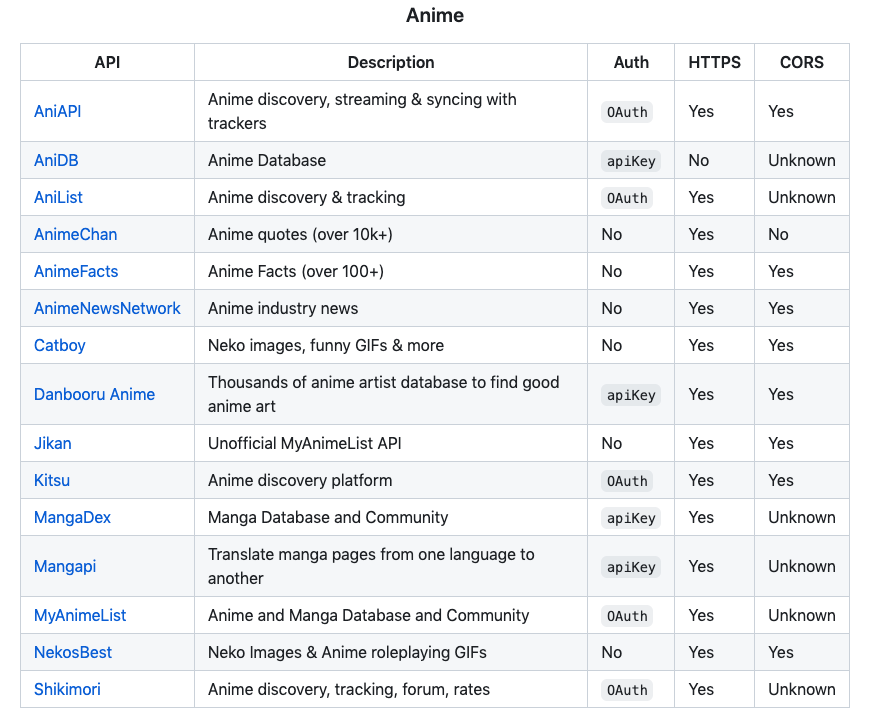 Anime
API Description Auth HTTPS CORS
AniAPI Anime discovery, streaming & syncing with trackers OAuth Yes Yes
AniDB Anime Database apiKey No Unknown
AniList Anime discovery & tracking OAuth Yes Unknown
AnimeChan Anime quotes (over 10k+) No Yes No
AnimeFacts Anime Facts (over 100+) No Yes Yes
AnimeNewsNetwork Anime industry news No Yes Yes
Catboy Neko images, funny GIFs & more No Yes Yes
Danbooru Anime Thousands of anime artist database to find good anime art apiKey Yes Yes
Jikan Unofficial MyAnimeList API No Yes Yes
Kitsu Anime discovery platform OAuth Yes Yes
MangaDex Manga Database and Community apiKey Yes Unknown
Mangapi Translate manga pages from one language to another apiKey Yes Unknown
MyAnimeList Anime and Manga Database and Community OAuth Yes Unknown
NekosBest Neko Images & Anime roleplaying GIFs No Yes Yes
Shikimori Anime discovery, tracking, forum, rates OAuth Yes Unknown